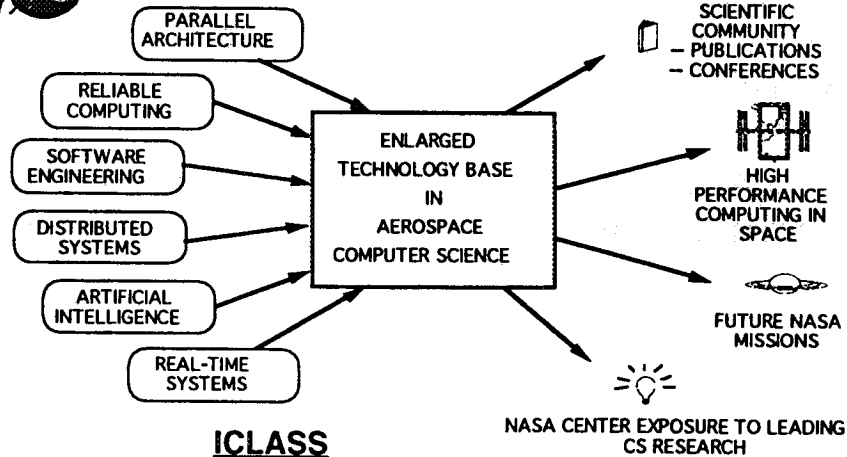 PARALLEL
ARCHITECTURE
RELIABLE
COMPUTING
SOFTWARE
ENGINEERING
DISTRIBUTED
SYSTEMS
ARTIFICIAL
INTELLIGENCE
REAL-TIME
SYSTEMS
ENLARGED
TECHNOLOGY BASE
IN
AEROSPACE
COMPUTER SCIENCE
SCIENTIFIC
COMMUNITY
– PUBLICATIONS
– CONFERENCES
HIGH
PERFORMANCE
COMPUTING IN
SPACE
FUTURE NASA
MISSIONS
NASA CENTER EXPOSURE TO LEADING
CS RESEARCH
ICLASS